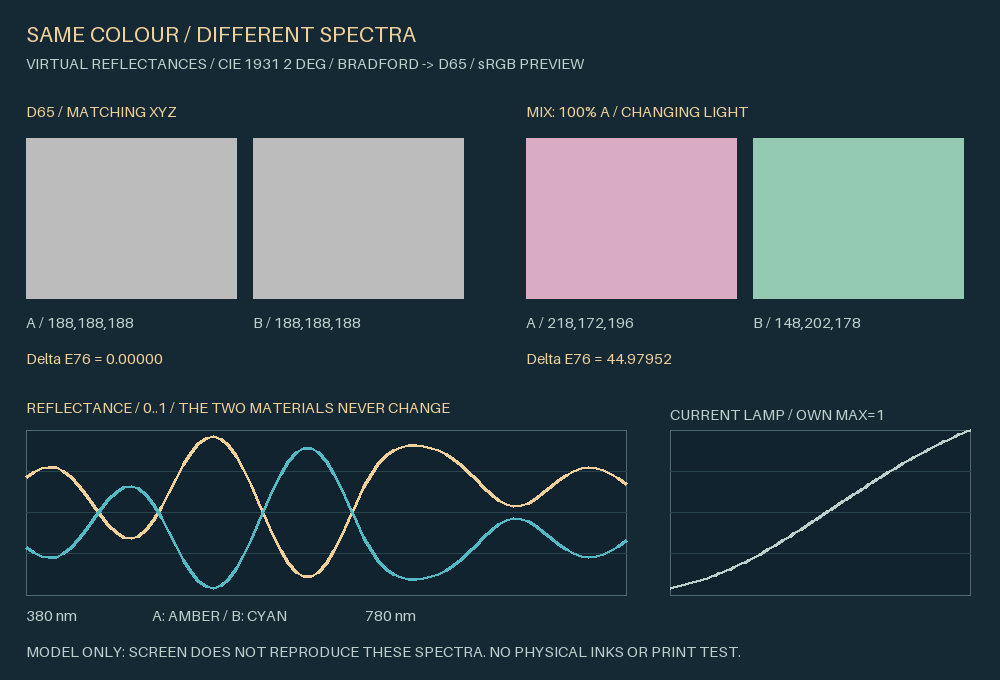 SAME COLOUR / DIFFERENT SPECTRA
VIRTUAL REFLECTANCES / CIE 1931 2 DEG / BRADFORD -> D65 / sRGB PREVIEW
D65 / MATCHING XYZ
MIX: 100% A / CHANGING LIGHT
A / 188,188,188
B / 188,188,188
A / 218,172,196
B / 148,202,178
Delta E76 = 0.00000
Delta E76 = 44.97952
REFLECTANCE / 0..1 / THE TWO MATERIALS NEVER CHANGE
CURRENT LAMP / OWN MAX=1
380 nm
A: AMBER / B: CYAN
780 nm
MODEL ONLY: SCREEN DOES NOT REPRODUCE THESE SPECTRA. NO PHYSICAL INKS OR PRINT TEST.